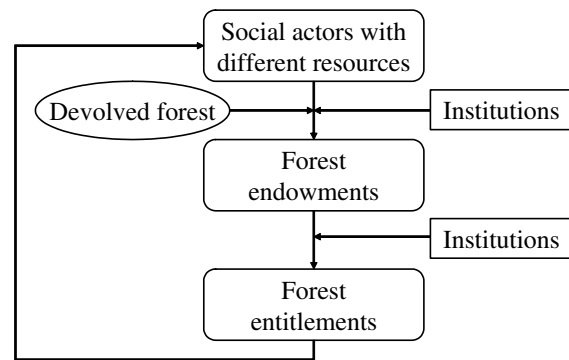 Social actors with
different resources
Devolved forest
Institutions
Forest
endowments
Institutions
Forest
entitlements